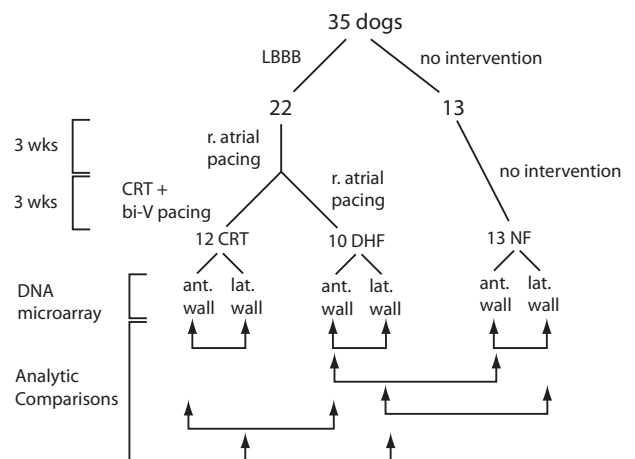 35 dogs
LBBB
no intervention
22
13
3 wks
r. atrial
pacing
3 wks
CRT +
bi-V pacing
r. atrial
pacing
no intervention
12 CRT
10 DHF
13 NF
DNA
microarray
ant.
wall
lat.
wall
ant.
wall
lat.
wall
ant.
wall
lat.
wall
Analytic
Comparisons